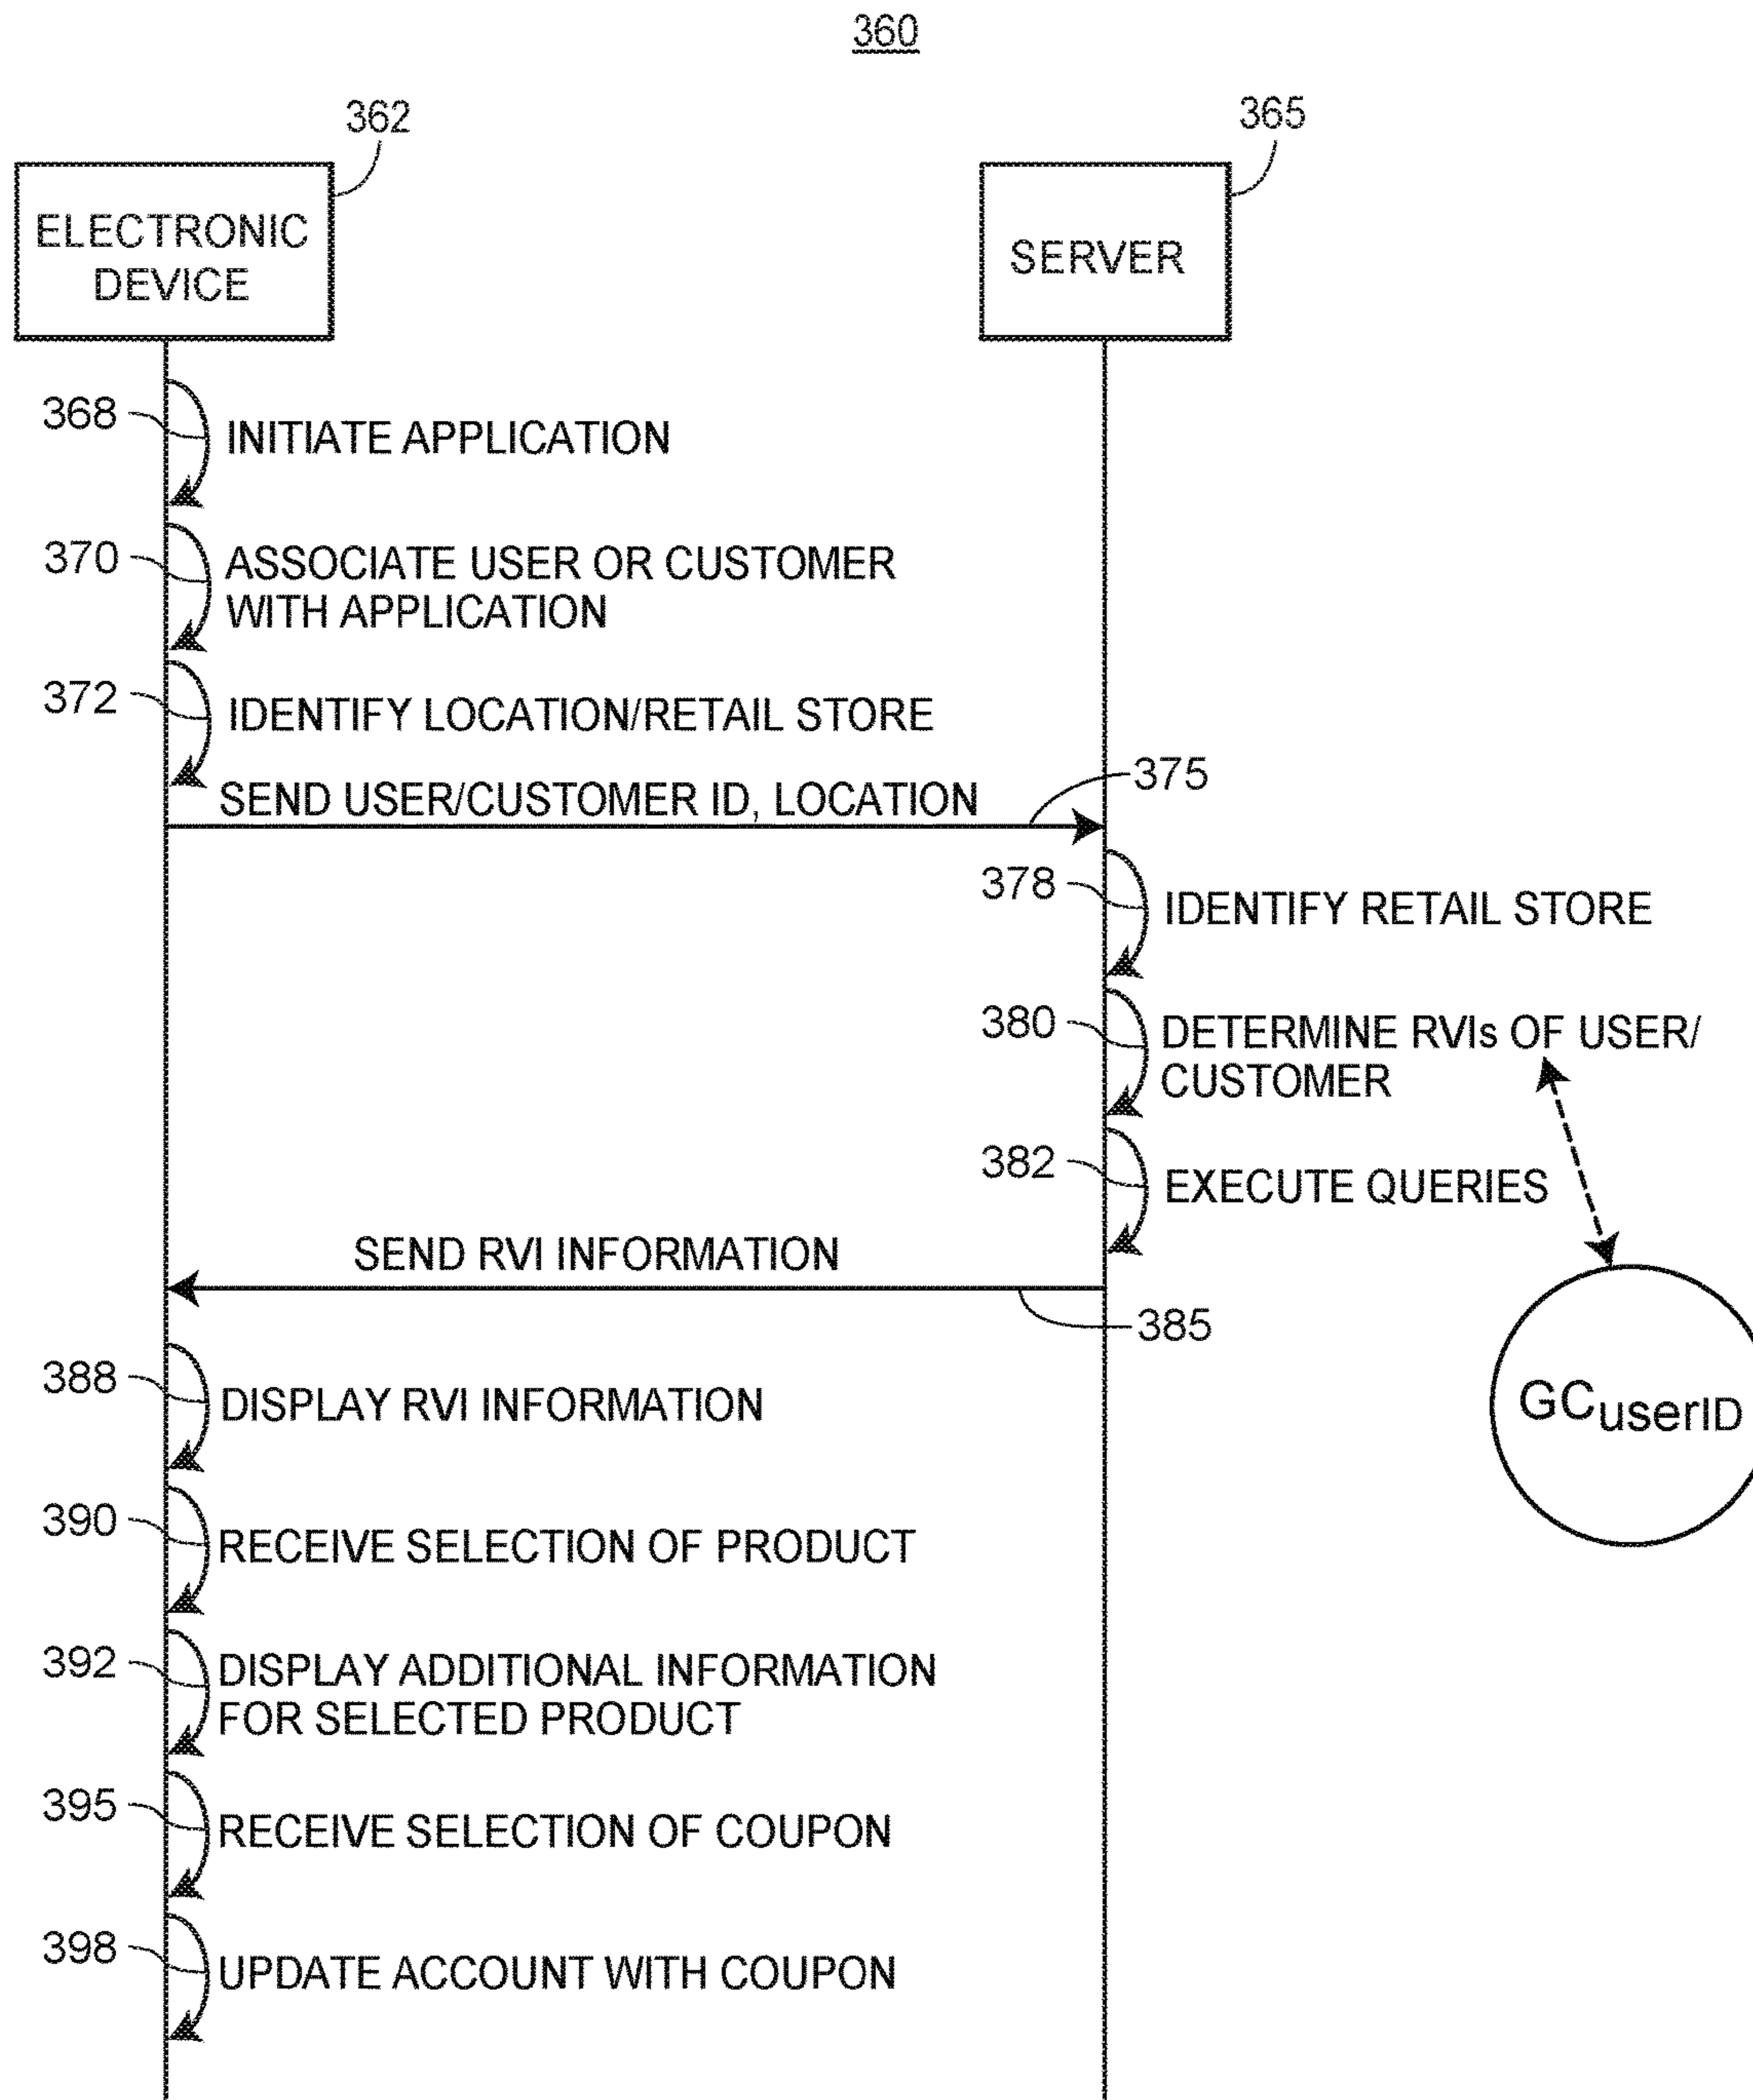 360
362
365
ELECTRONIC
DEVICE
SERVER
368
INITIATE APPLICATION
370
ASSOCIATE USER OR CUSTOMER
WITH APPLICATION
372
IDENTIFY LOCATION/RETAIL STORE
SEND USER/CUSTOMER ID, LOCATION
375
378
IDENTIFY RETAIL STORE
380
DETERMINE RVIs OF USER/
CUSTOMER
382
EXECUTE QUERIES
SEND RVI INFORMATION
385
388
DISPLAY RVI INFORMATION
GCuserID
390
RECEIVE SELECTION OF PRODUCT
392
DISPLAY ADDITIONAL INFORMATION
FOR SELECTED PRODUCT
395
RECEIVE SELECTION OF COUPON
398
UPDATE ACCOUNT WITH COUPON